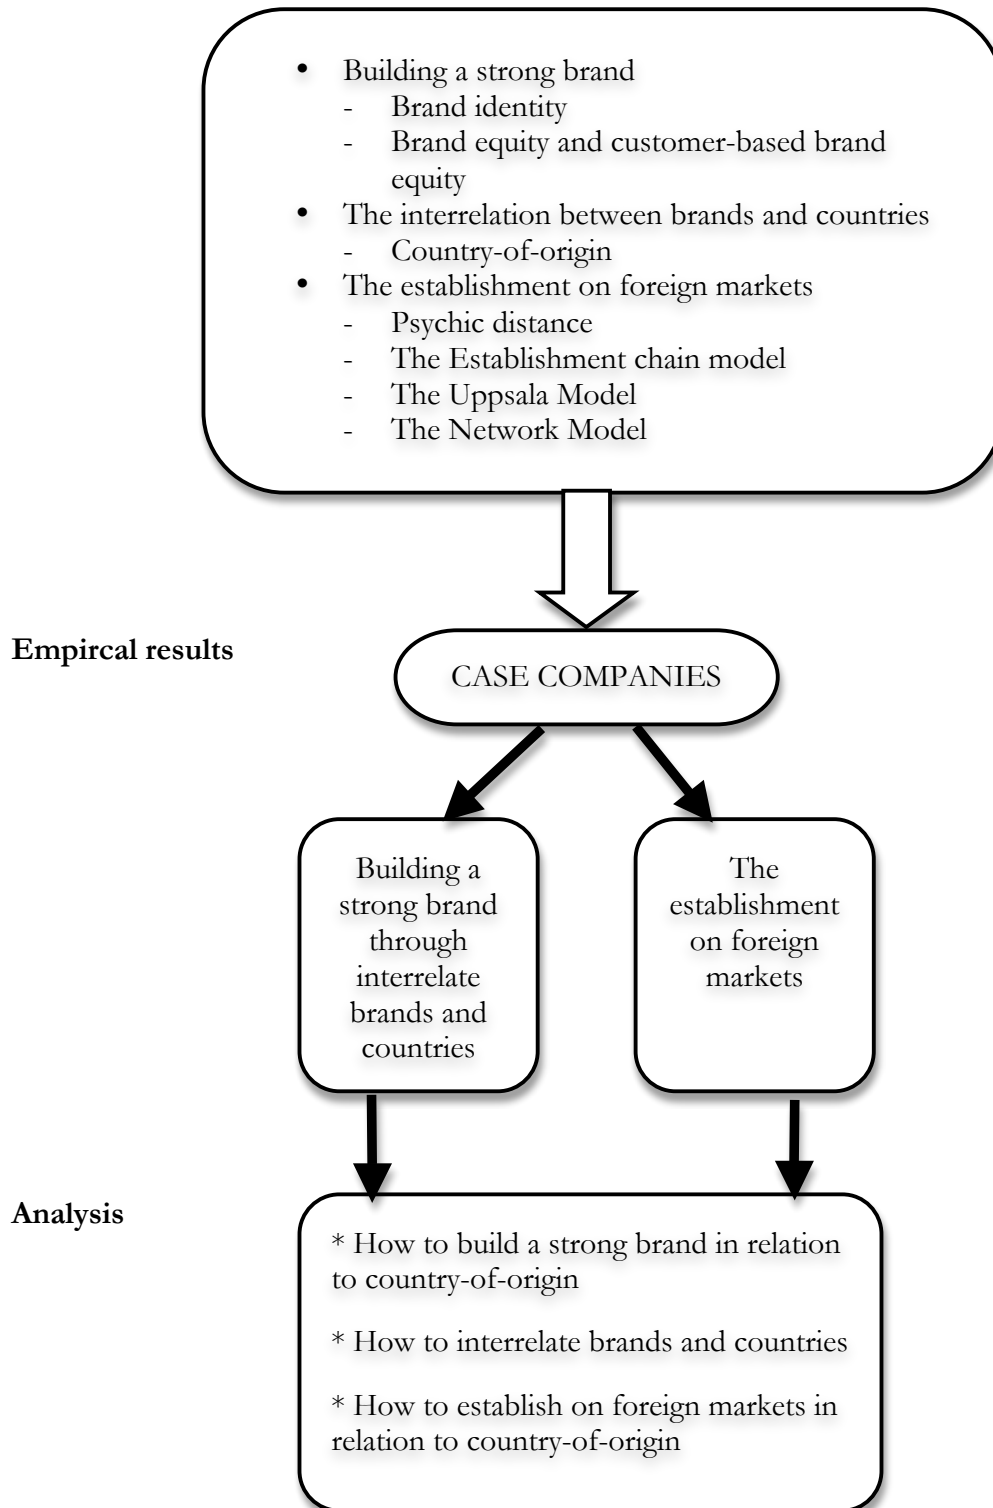 • Building a strong brand
- Brand identity
- Brand equity and customer-based brand
equity
• The interrelation between brands and countries
- Country-of-origin
• The establishment on foreign markets
- Psychic distance
- The Establishment chain model
- The Uppsala Model
- The Network Model
Empircal results
CASE COMPANIES
Building a
strong brand
through
interrelate
brands and
countries
The
establishment
on foreign
markets
Analysis
* How to build a strong brand in relation
to country-of-origin
* How to interrelate brands and countries
* How to establish on foreign markets in
relation to country-of-origin